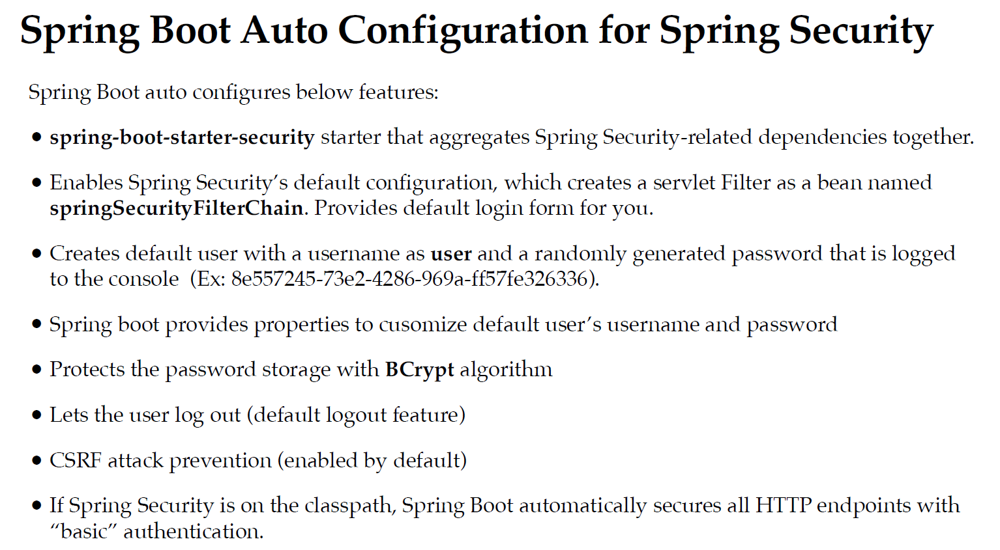 Spring Boot Auto Configuration for Spring Security
Spring Boot auto configures below features:
• spring-boot-starter-security starter that aggregates Spring Security-related dependencies together.
• Enables Spring Security’s default configuration, which creates a servlet Filter as a bean named
springSecurityFilterChain. Provides default login form for you.
• Creates default user with a username as user and a randomly generated password that is logged
to the console (Ex: 8e557245-73e2-4286-969a-ff57fe326336).
• Spring boot provides properties to cusomize default user’s username and password
• Protects the password storage with BCrypt algorithm
• Lets the user log out (default logout feature)
• CSRF attack prevention (enabled by default)
• If Spring Security is on the classpath, Spring Boot automatically secures all HTTP endpoints with
“basic” authentication.